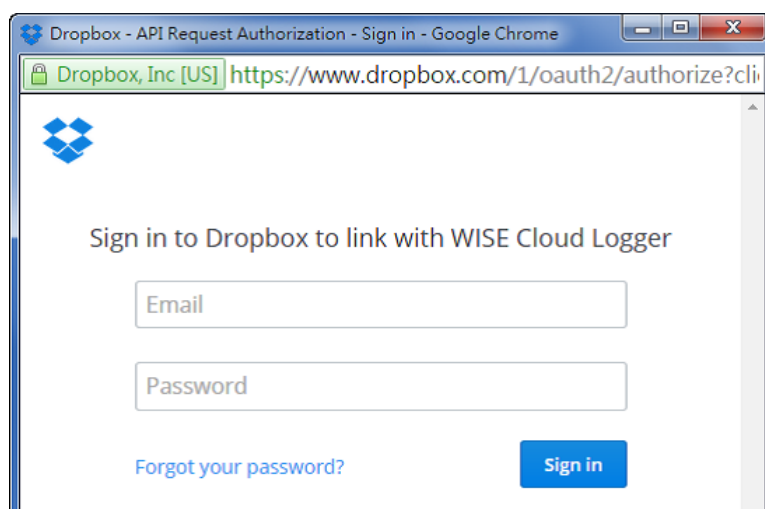 Dropbox - API Request Authorization - Sign in - Google Chrome
Dropbox, Inc [US] https://www.dropbox.com/1/oauth2/authorize?cli
Sign in to Dropbox to link with WISE Cloud Logger
Email
Password
Forgot your password? Sign in